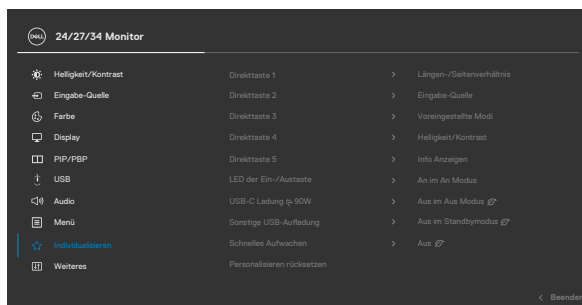 DELL 24/27/34 Monitor
Helligkeit/Kontrast Direkttaste 1 > Längen-/Seitenverhältnis
Eingabe-Quelle Direkttaste 2 > Eingabe-Quelle
Farbe Direkttaste 3 > Voreingestellte Modi
Display Direkttaste 4 > Helligkeit/Kontrast
PIP/PBP Direkttaste 5 > Info Anzeigen
USB LED der Ein-/Austaste > An im An Modus
Audio USB-C Ladung 90W > Aus im Aus Modus
Menü Sonstige USB-Aufladung > Aus im Standbymodus
Individualisieren Schnelles Aufwachen > Aus
Weiteres Personalisieren rücksetzen
< Beenden